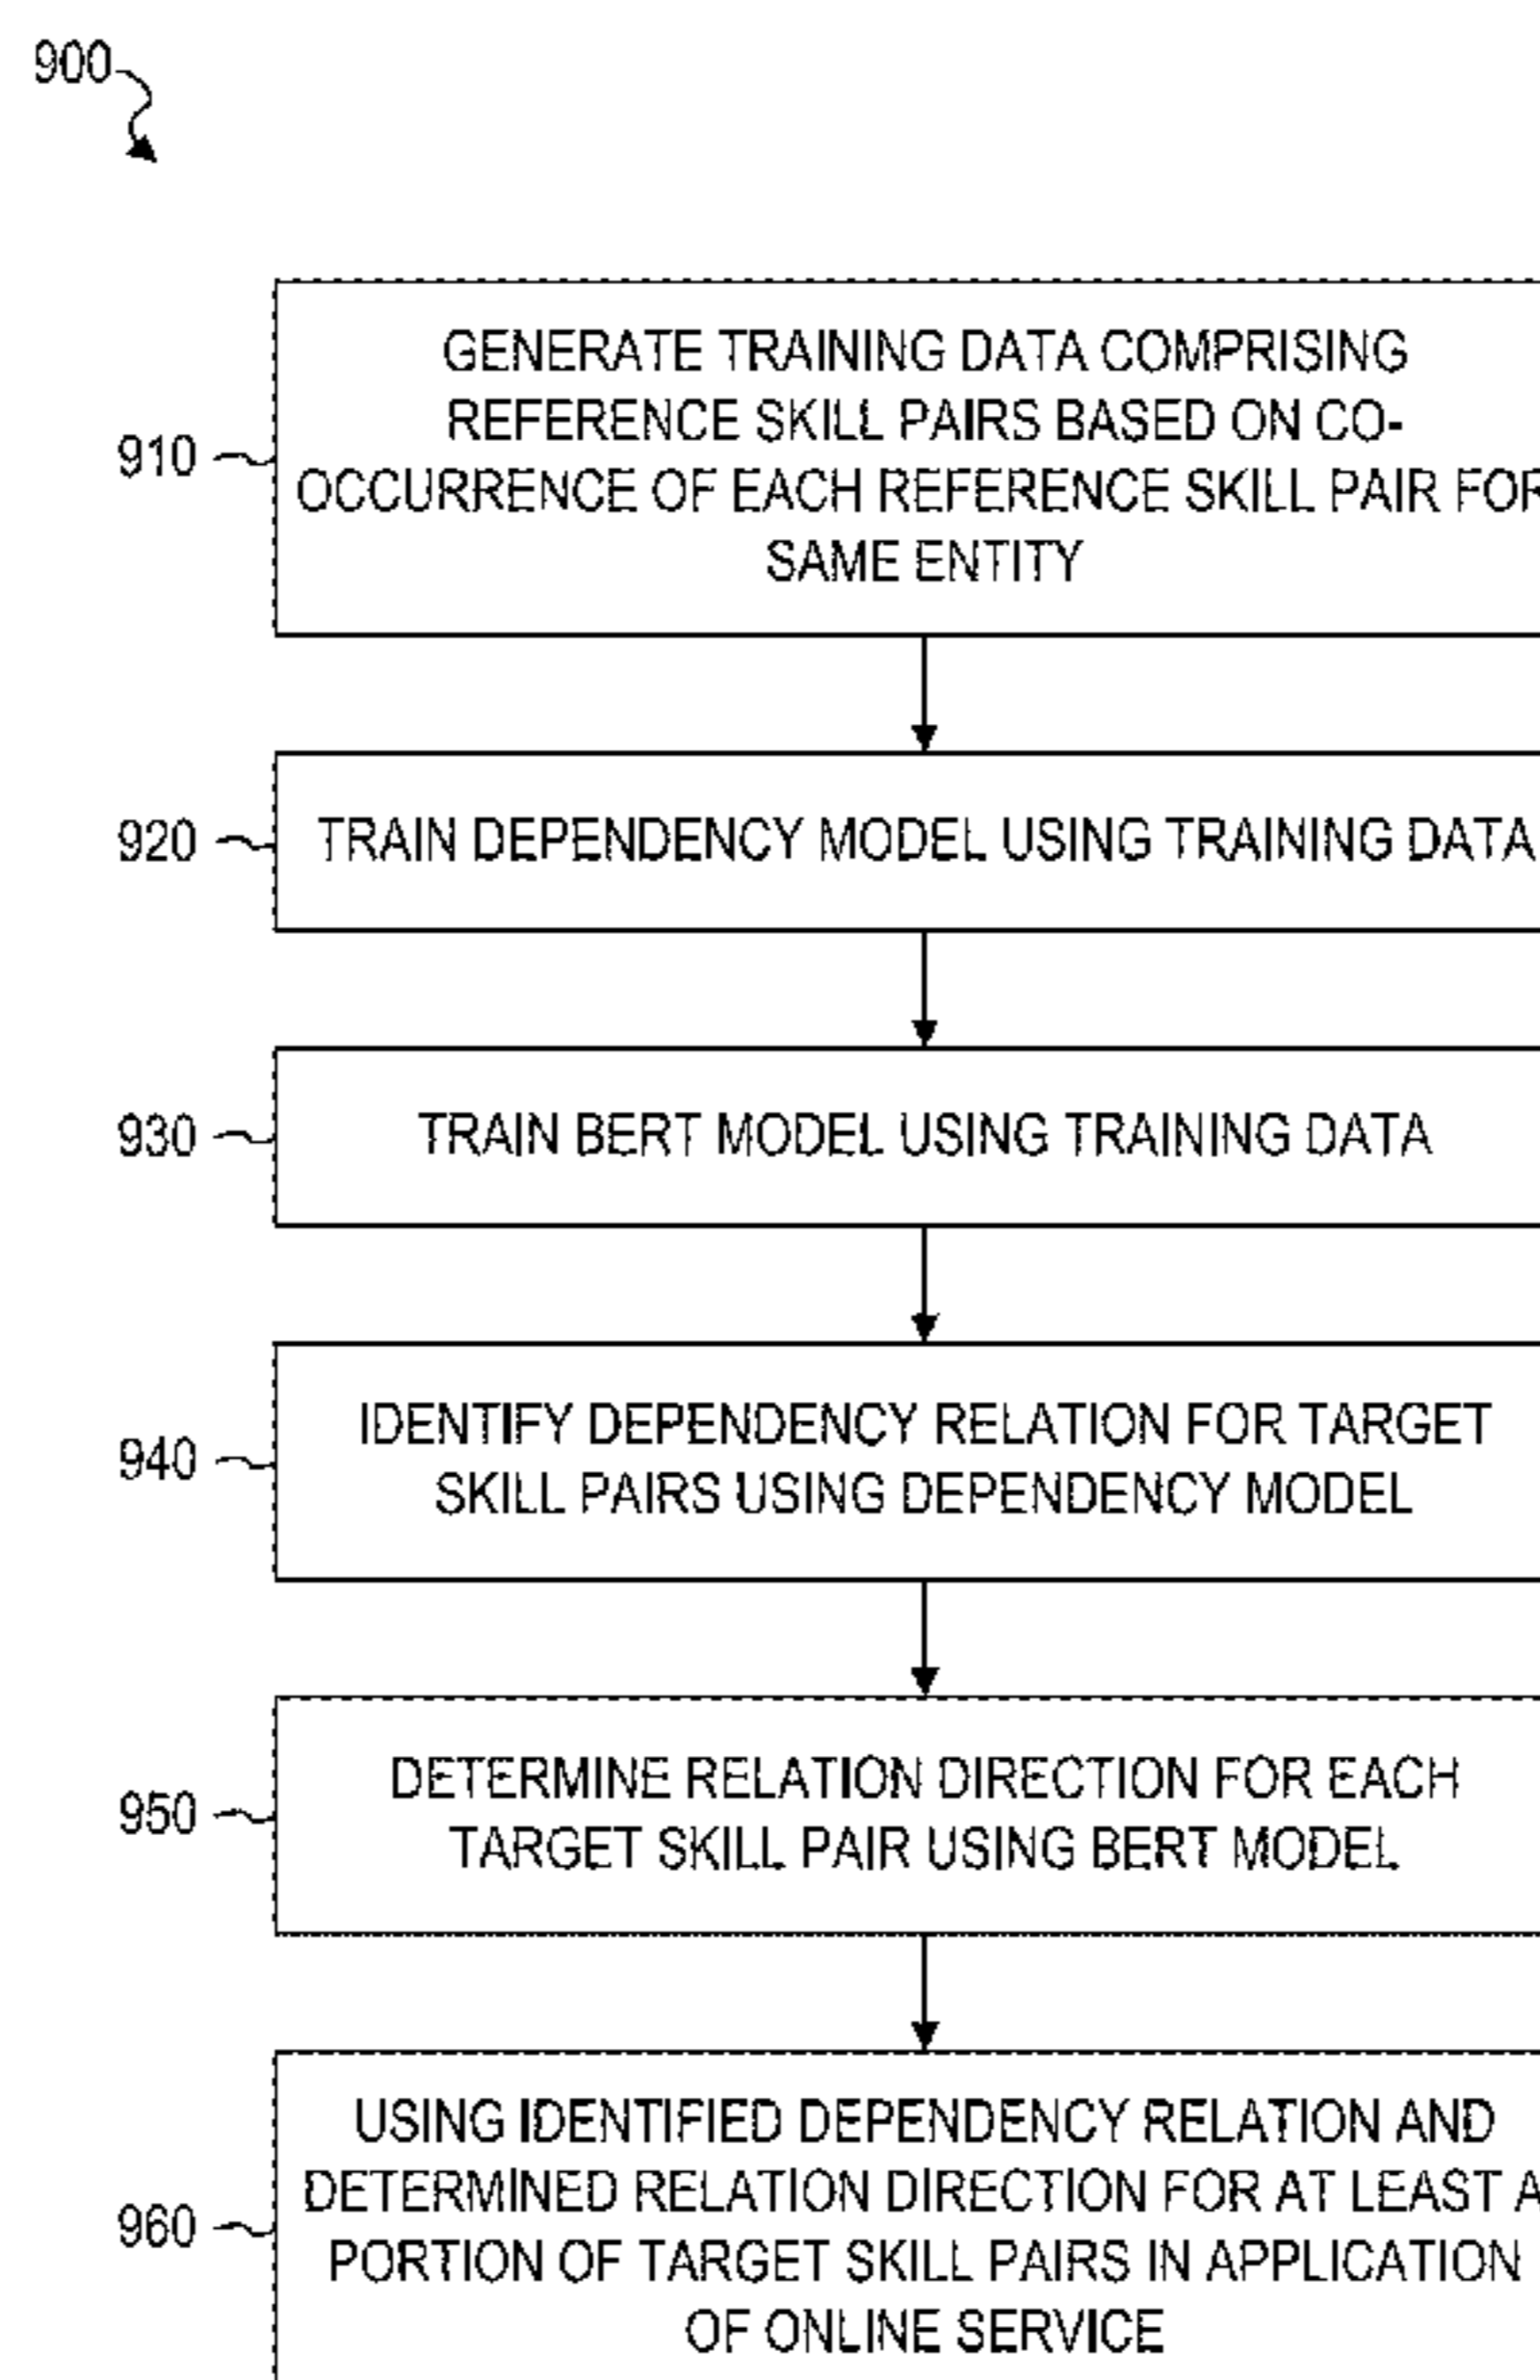 900
GENERATE TRAINING DATA COMPRISING
REFERENCE SKILL PAIRS BASED ON CO-
910
OCCURRENCE OF EACH REFERENCE SKILL PAIR FOR
SAME ENTITY
920
TRAIN DEPENDENCY MODEL USING TRAINING DATA
930
TRAIN BERT MODEL USING TRAINING DATA
IDENTIFY DEPENDENCY RELATION FOR TARGET
940
SKILL PAIRS USING DEPENDENCY MODEL
DETERMINE RELATION DIRECTION FOR EACH
950
TARGET SKILL PAIR USING BERT MODEL
USING IDENTIFIED DEPENDENCY RELATION AND
DETERMINED RELATION DIRECTION FOR AT LEAST A
960
PORTION OF TARGET SKILL PAIRS IN APPLICATION
OF ONLINE SERVICE